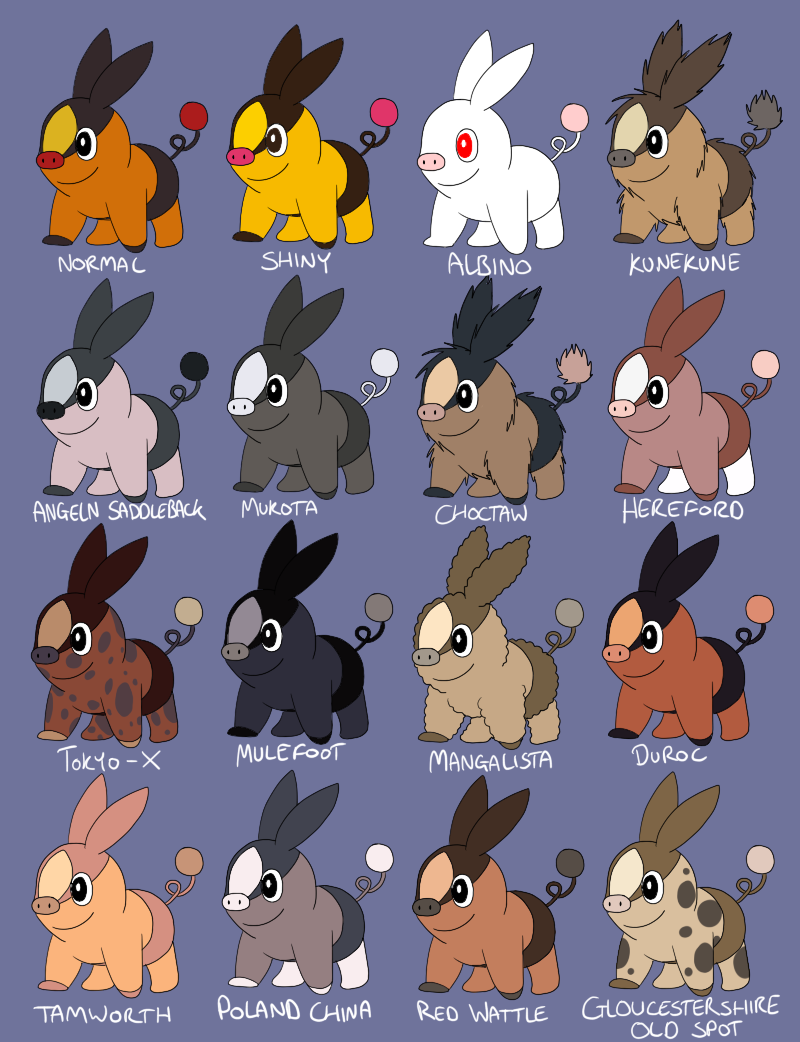 NORMAL
SHINY
ALBINO
KUNEKUNE
ANGELN SADDLEBACK
MUKOTA
CHOCTAW
HEREFORD
TOKYO-X
MULEFOOT
MANGALISTA
DUROC
TAMWORTH
POLAND CHINA
RED WATTLE
GLOUCESTERSHIRE
OLD SPOT